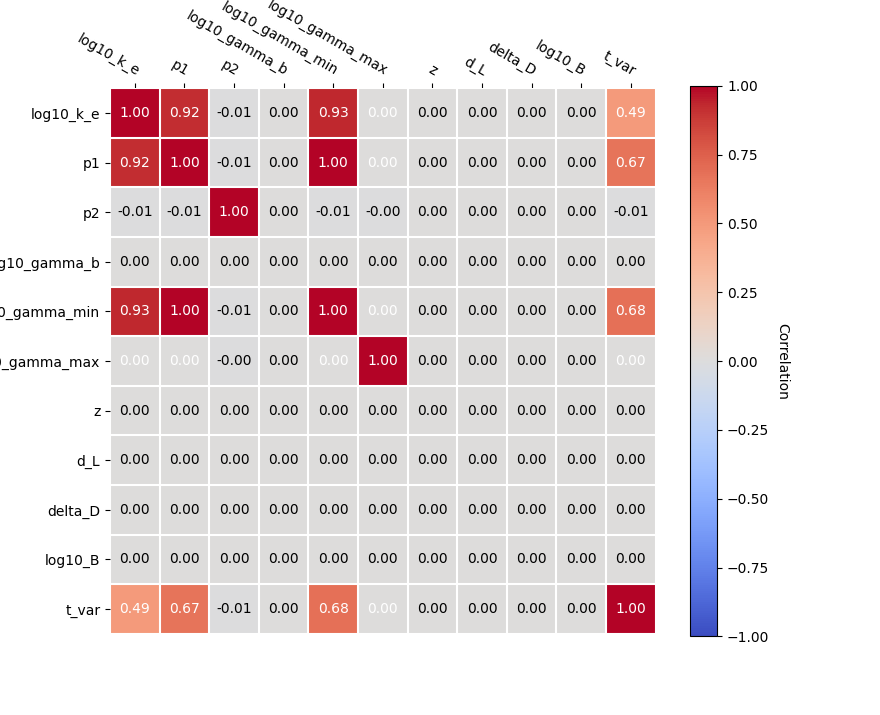 log10_k_e p1 p2 log10_gamma_b log10_gamma_min log10_gamma_max z d_L delta_D log10_B t_var
log10_k_e 1.00 0.92 -0.01 0.00 0.93 0.00 0.00 0.00 0.00 0.00 0.49
p1 0.92 1.00 -0.01 0.00 1.00 0.00 0.00 0.00 0.00 0.00 0.67
p2 -0.01 -0.01 1.00 0.00 -0.01 -0.00 0.00 0.00 0.00 0.00 -0.01
g10_gamma_b 0.00 0.00 0.00 0.00 0.00 0.00 0.00 0.00 0.00 0.00 0.00
0_gamma_min 0.93 1.00 -0.01 0.00 1.00 0.00 0.00 0.00 0.00 0.00 0.68
0_gamma_max 0.00 0.00 -0.00 0.00 0.00 1.00 0.00 0.00 0.00 0.00 0.00
z 0.00 0.00 0.00 0.00 0.00 0.00 0.00 0.00 0.00 0.00 0.00
d_L 0.00 0.00 0.00 0.00 0.00 0.00 0.00 0.00 0.00 0.00 0.00
delta_D 0.00 0.00 0.00 0.00 0.00 0.00 0.00 0.00 0.00 0.00 0.00
log10_B 0.00 0.00 0.00 0.00 0.00 0.00 0.00 0.00 0.00 0.00 0.00
t_var 0.49 0.67 -0.01 0.00 0.68 0.00 0.00 0.00 0.00 0.00 1.00
1.00
0.75
0.50
0.25
0.00
−0.25
−0.50
−0.75
−1.00
Correlation